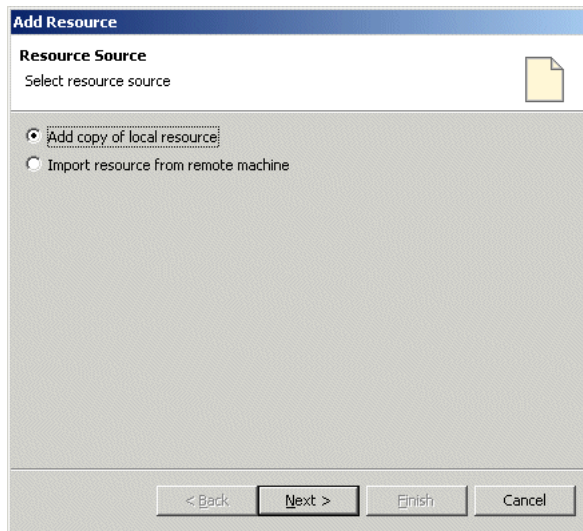 Add Resource
Resource Source
Select resource source
Add copy of local resource
Import resource from remote machine
< Back Next > Finish Cancel